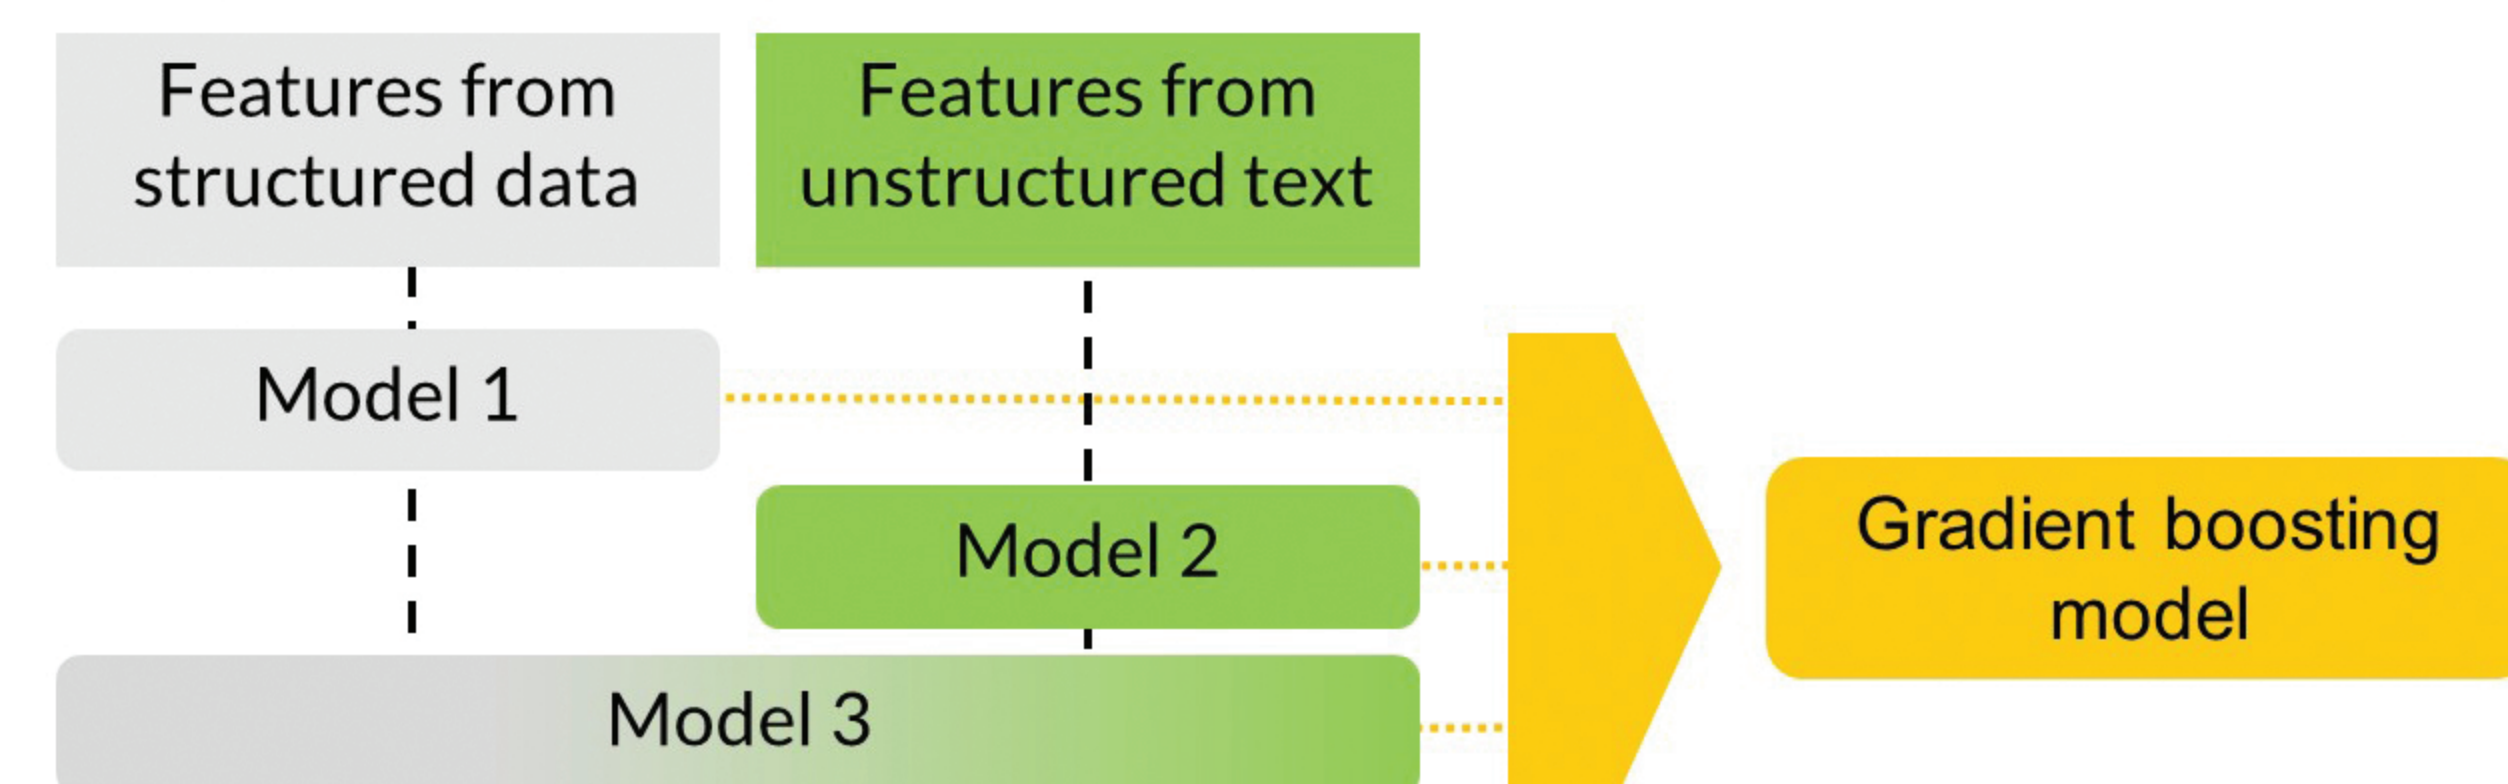 Features from
structured data
Features from
unstructured text
Model 1
Model 2
Gradient boosting
model
Model 3